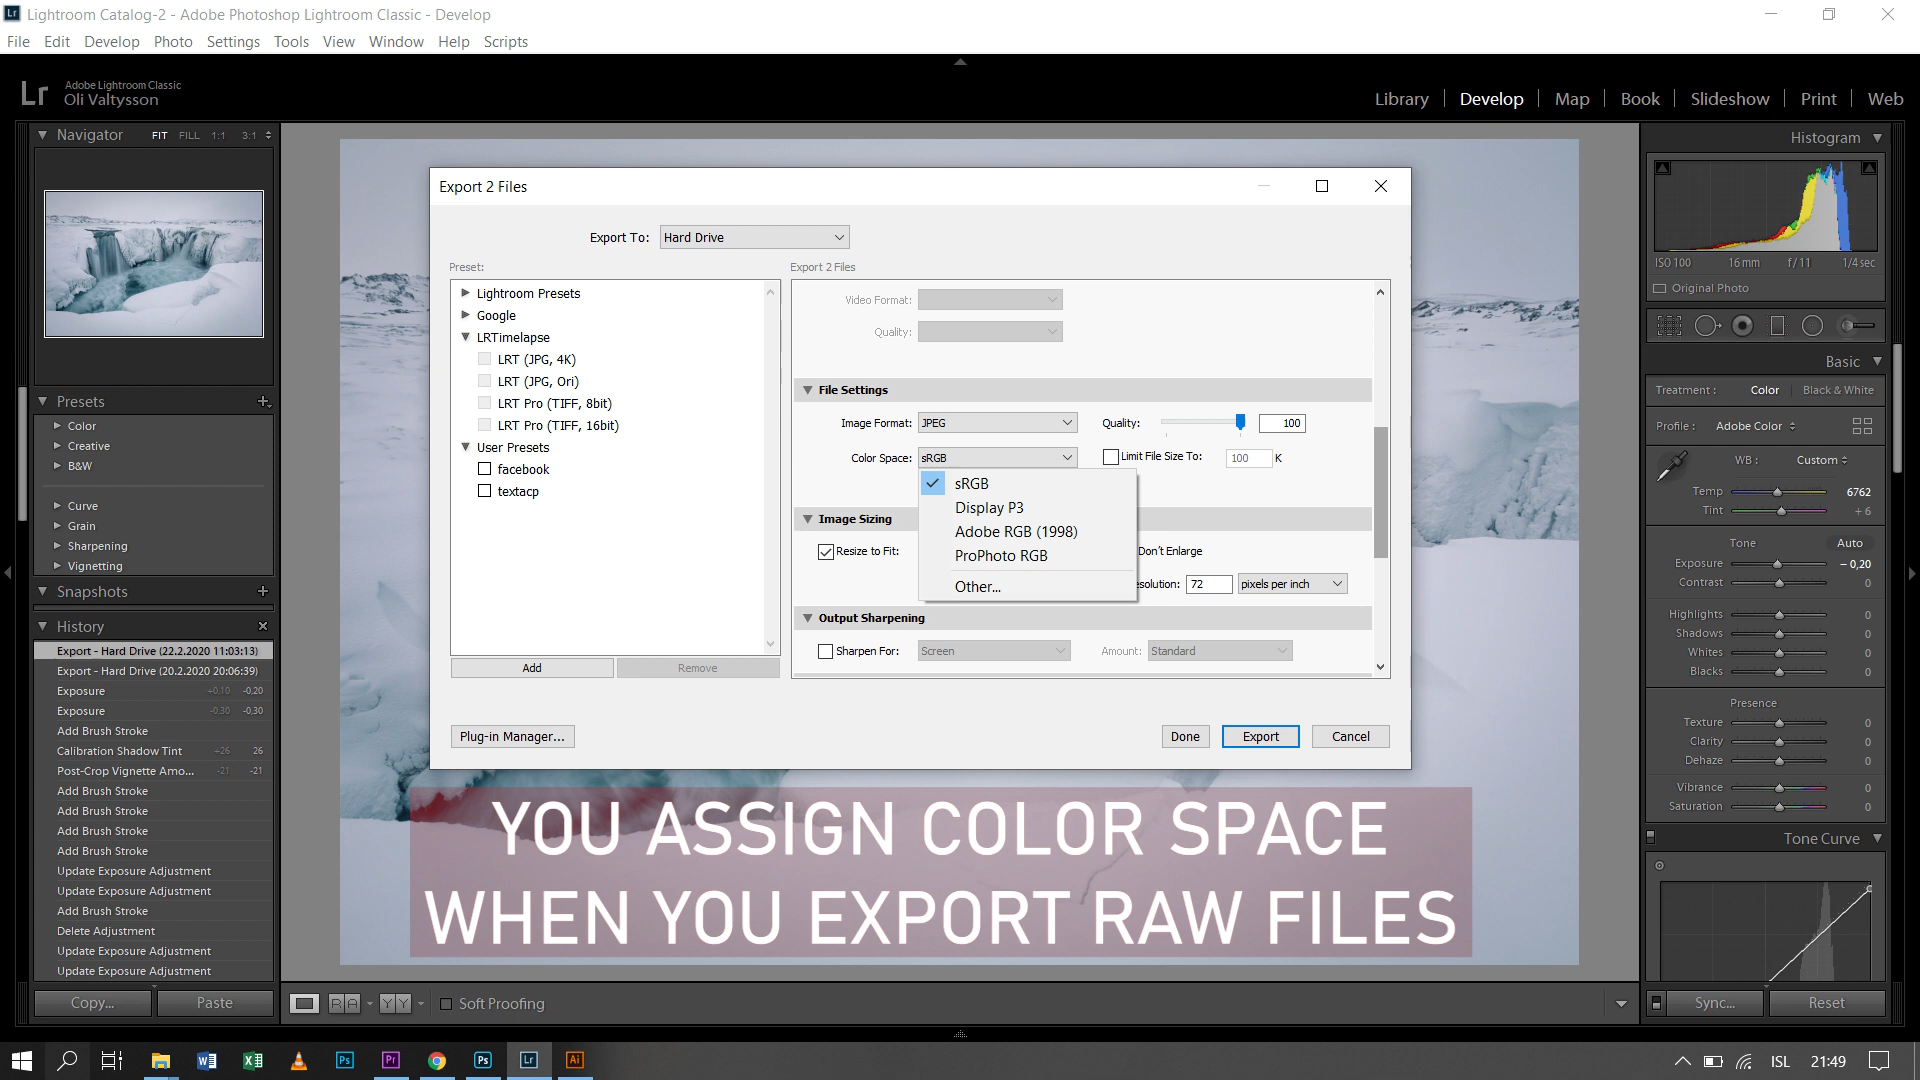 Lightroom Catalog-2 - Adobe Photoshop Lightroom Classic - Develop
File Edit Develop Photo Settings Tools View Window Help Scripts
Lr
Adobe Lightroom Classic
Oli Valtysson
Library Develop Map Book Slideshow Print Web
Navigator FIT FILL 1:1 3:1
Presets
Color
Creative
B&W
Curve
Grain
Sharpening
Vignetting
Snapshots
History
Export - Hard Drive (22.2.2020 11:03:13)
Export - Hard Drive (20.2.2020 20:06:39)
Exposure +0,10 -0,20
Exposure -0,30 -0,30
Add Brush Stroke
Calibration Shadow Tint +26 26
Post-Crop Vignette Amo... -21 -21
Add Brush Stroke
Add Brush Stroke
Add Brush Stroke
Add Brush Stroke
Update Exposure Adjustment
Update Exposure Adjustment
Add Brush Stroke
Delete Adjustment
Update Exposure Adjustment
Update Exposure Adjustment
Copy... Paste
Export 2 Files
Export To: Hard Drive
Preset:
Lightroom Presets
Google
LRTimelapse
LRT (JPG, 4K)
LRT (JPG, Ori)
LRT Pro (TIFF, 8bit)
LRT Pro (TIFF, 16bit)
User Presets
facebook
textacp
Add Remove
Export 2 Files
Video Format:
Quality:
File Settings
Image Format: JPEG Quality: 100
Color Space: sRGB Limit File Size To: 100 K
sRGB
Display P3
Adobe RGB (1998)
ProPhoto RGB
Other...
Image Sizing
Resize to Fit: Don't Enlarge
esolution: 72 pixels per inch
Output Sharpening
Sharpen For: Screen Amount: Standard
Plug-in Manager... Done Export Cancel
YOU ASSIGN COLOR SPACE
WHEN YOU EXPORT RAW FILES
R A Y Y Soft Proofing
Histogram
ISO 100 16 mm f / 11 1/4 sec
Original Photo
Basic
Treatment : Color Black & White
Profile : Adobe Color
WB : Custom
Temp 6762
Tint + 6
Tone Auto
Exposure – 0,20
Contrast 0
Highlights 0
Shadows 0
Whites 0
Blacks 0
Presence
Texture 0
Clarity 0
Dehaze 0
Vibrance 0
Saturation 0
Tone Curve
Sync... Reset
W X Ps Pr Ps Lr Ai ISL 21:49